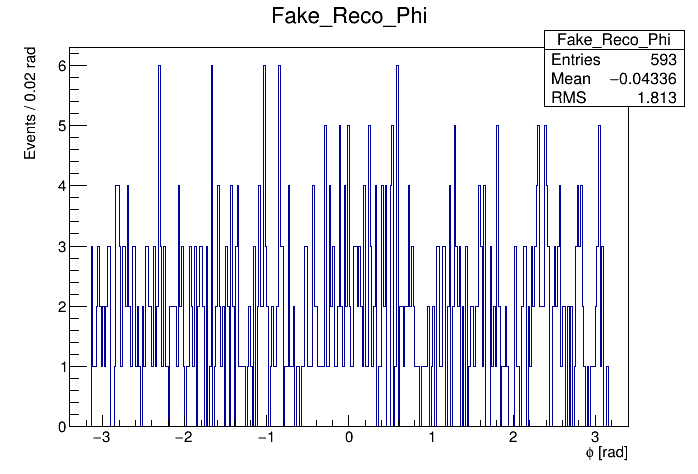 Fake_Reco_Phi
Fake_Reco_Phi
Entries 593
Mean −0.04336
RMS 1.813
Events / 0.02 rad
6
5
4
3
2
1
0
−3 −2 −1 0 1 2 3
ϕ [rad]